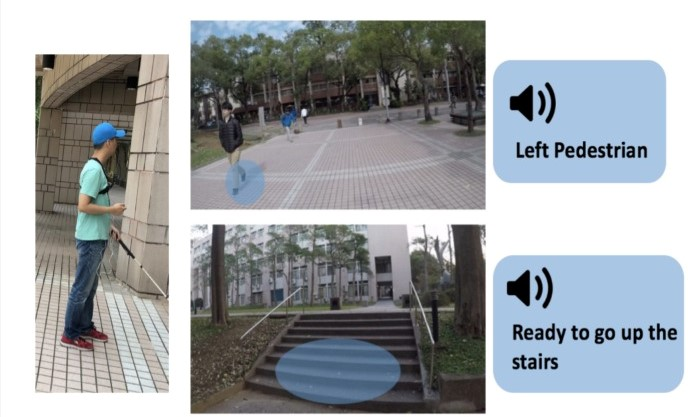 Left Pedestrian
Ready to go up the
stairs